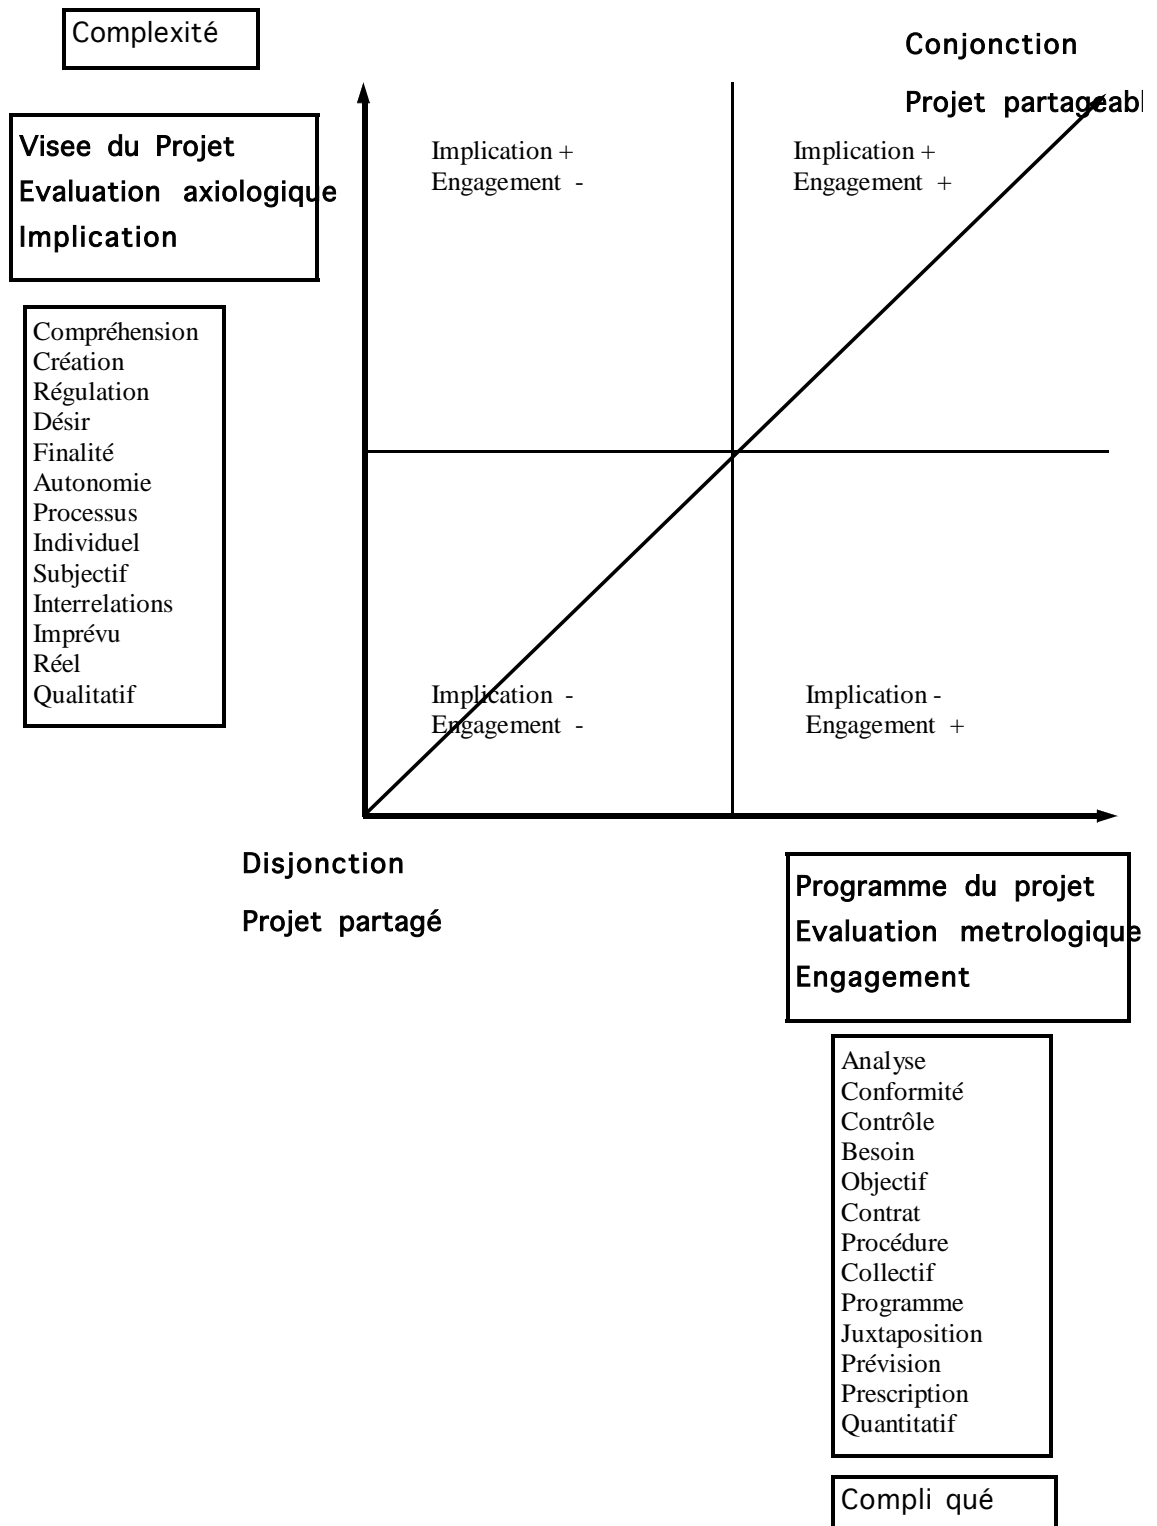 Complexité
Conjonction
Projet partageabl
Visee du Projet
Evaluation axiologique
Implication
Implication +
Engagement -
Implication +
Engagement +
Compréhension
Création
Régulation
Désir
Finalité
Autonomie
Processus
Individuel
Subjectif
Interrelations
Imprévu
Réel
Qualitatif
Implication -
Engagement -
Implication -
Engagement +
Disjonction
Projet partagé
Programme du projet
Evaluation metrologique
Engagement
Analyse
Conformité
Contrôle
Besoin
Objectif
Contrat
Procédure
Collectif
Programme
Juxtaposition
Prévision
Prescription
Quantitatif
Compli qué